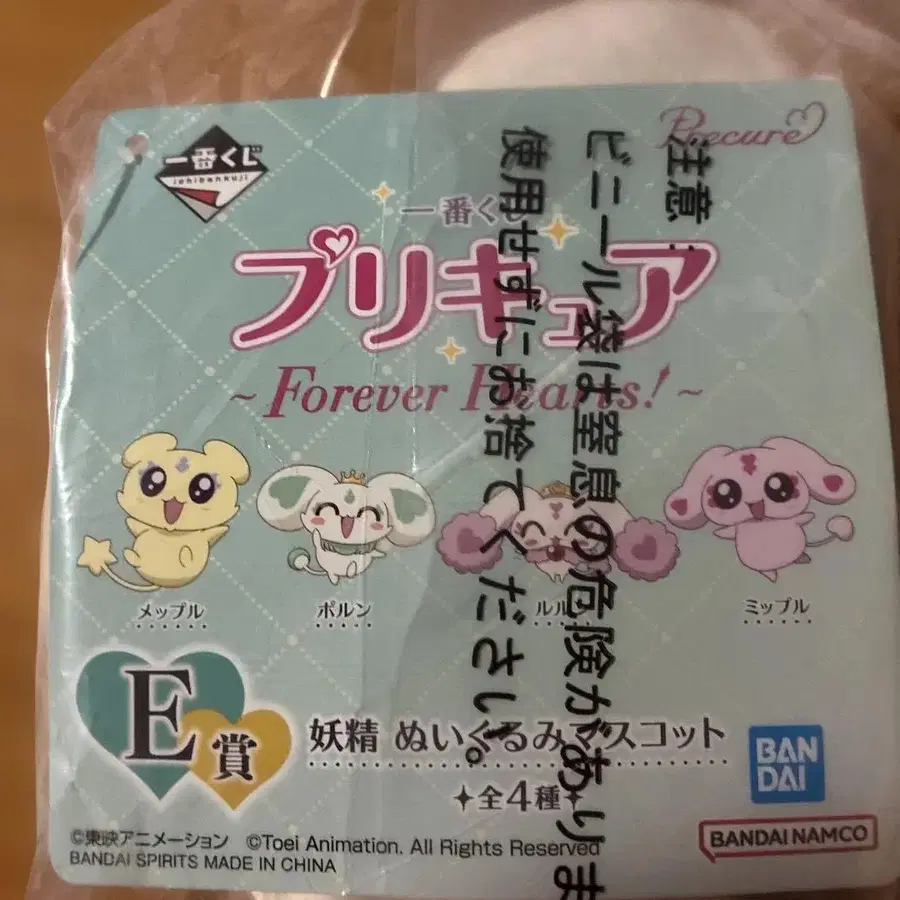 一番くじ
ichibankuji
Precure
一番く
プリキュア
~Forever Hearts!~
メップル
ポルン
ルル
ミップル
E賞
妖精 ぬいぐるみマスコット
全4種
BAN
DAI
BANDAI NAMCO
©東映アニメーション ©Toei Animation. All Rights Reserved
BANDAI SPIRITS MADE IN CHINA
注意:
ビニール袋は窒息の危険がありま
使用せずにお捨てください。